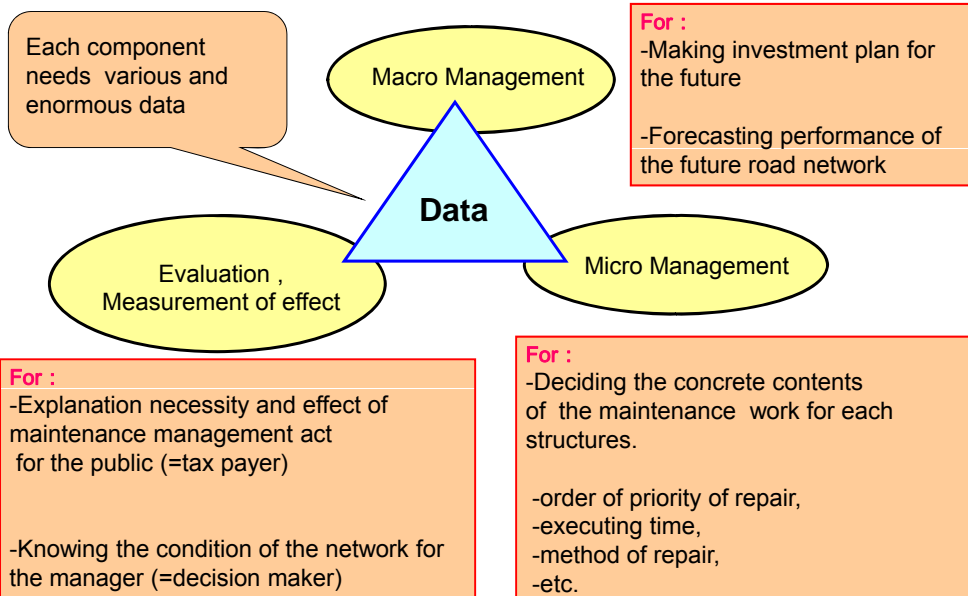 Each component
needs various and
enormous data
Macro Management
For :
-Making investment plan for
the future
-Forecasting performance of
the future road network
Data
Evaluation ,
Measurement of effect
Micro Management
For :
-Explanation necessity and effect of
maintenance management act
for the public (=tax payer)
-Knowing the condition of the network for
the manager (=decision maker)
For :
-Deciding the concrete contents
of the maintenance work for each
structures.
-order of priority of repair,
-executing time,
-method of repair,
-etc.